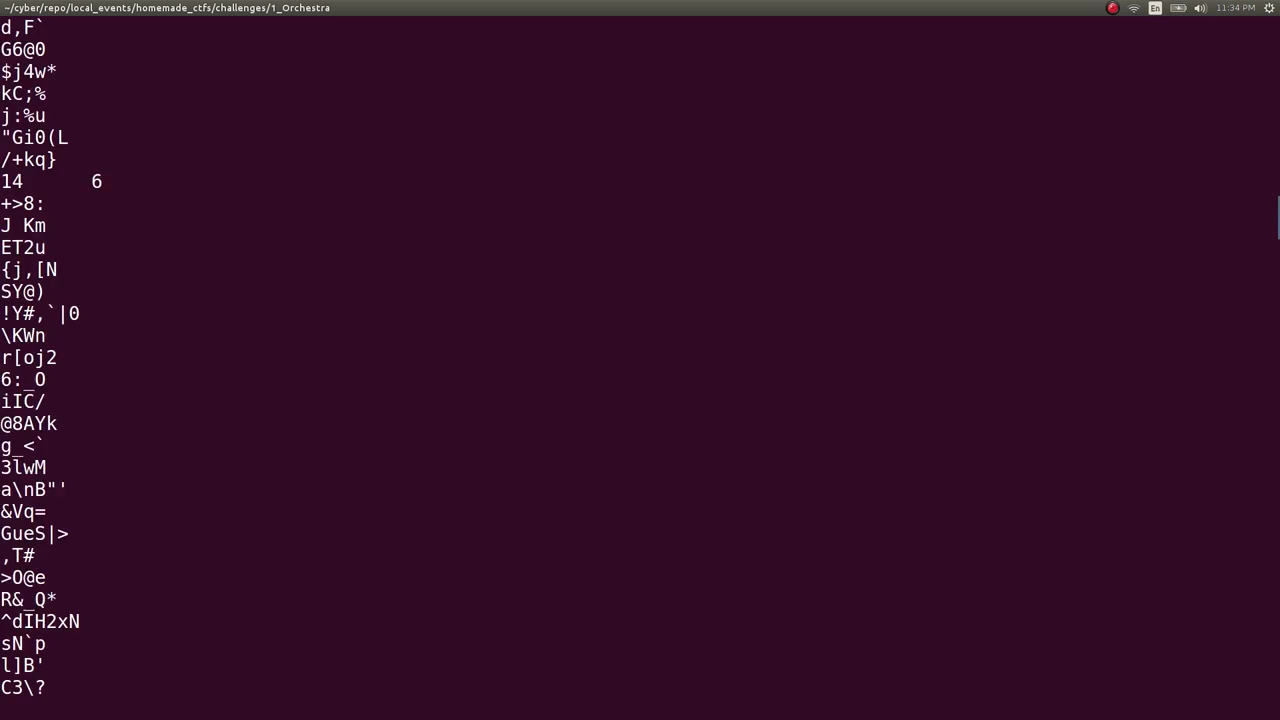 ~/cyber/repo/local_events/homemade_ctfs/challenges/1_Orchestra En 11:34 PM
d,F`
G6@0
$j4w*
kC;%
j:%u
"Gi0(L
/+kq}
14      6
+>8:
J Km
ET2u
{j,[N
SY@)
!Y#,`|0
\KWn
r[oj2
6:_O
iIC/
@8AYk
g_<`
3lwM
a\nB"'
&Vq=
GueS|>
,T#
>O@e
R&_Q*
^dIH2xN
sN`p
l]B'
C3\?